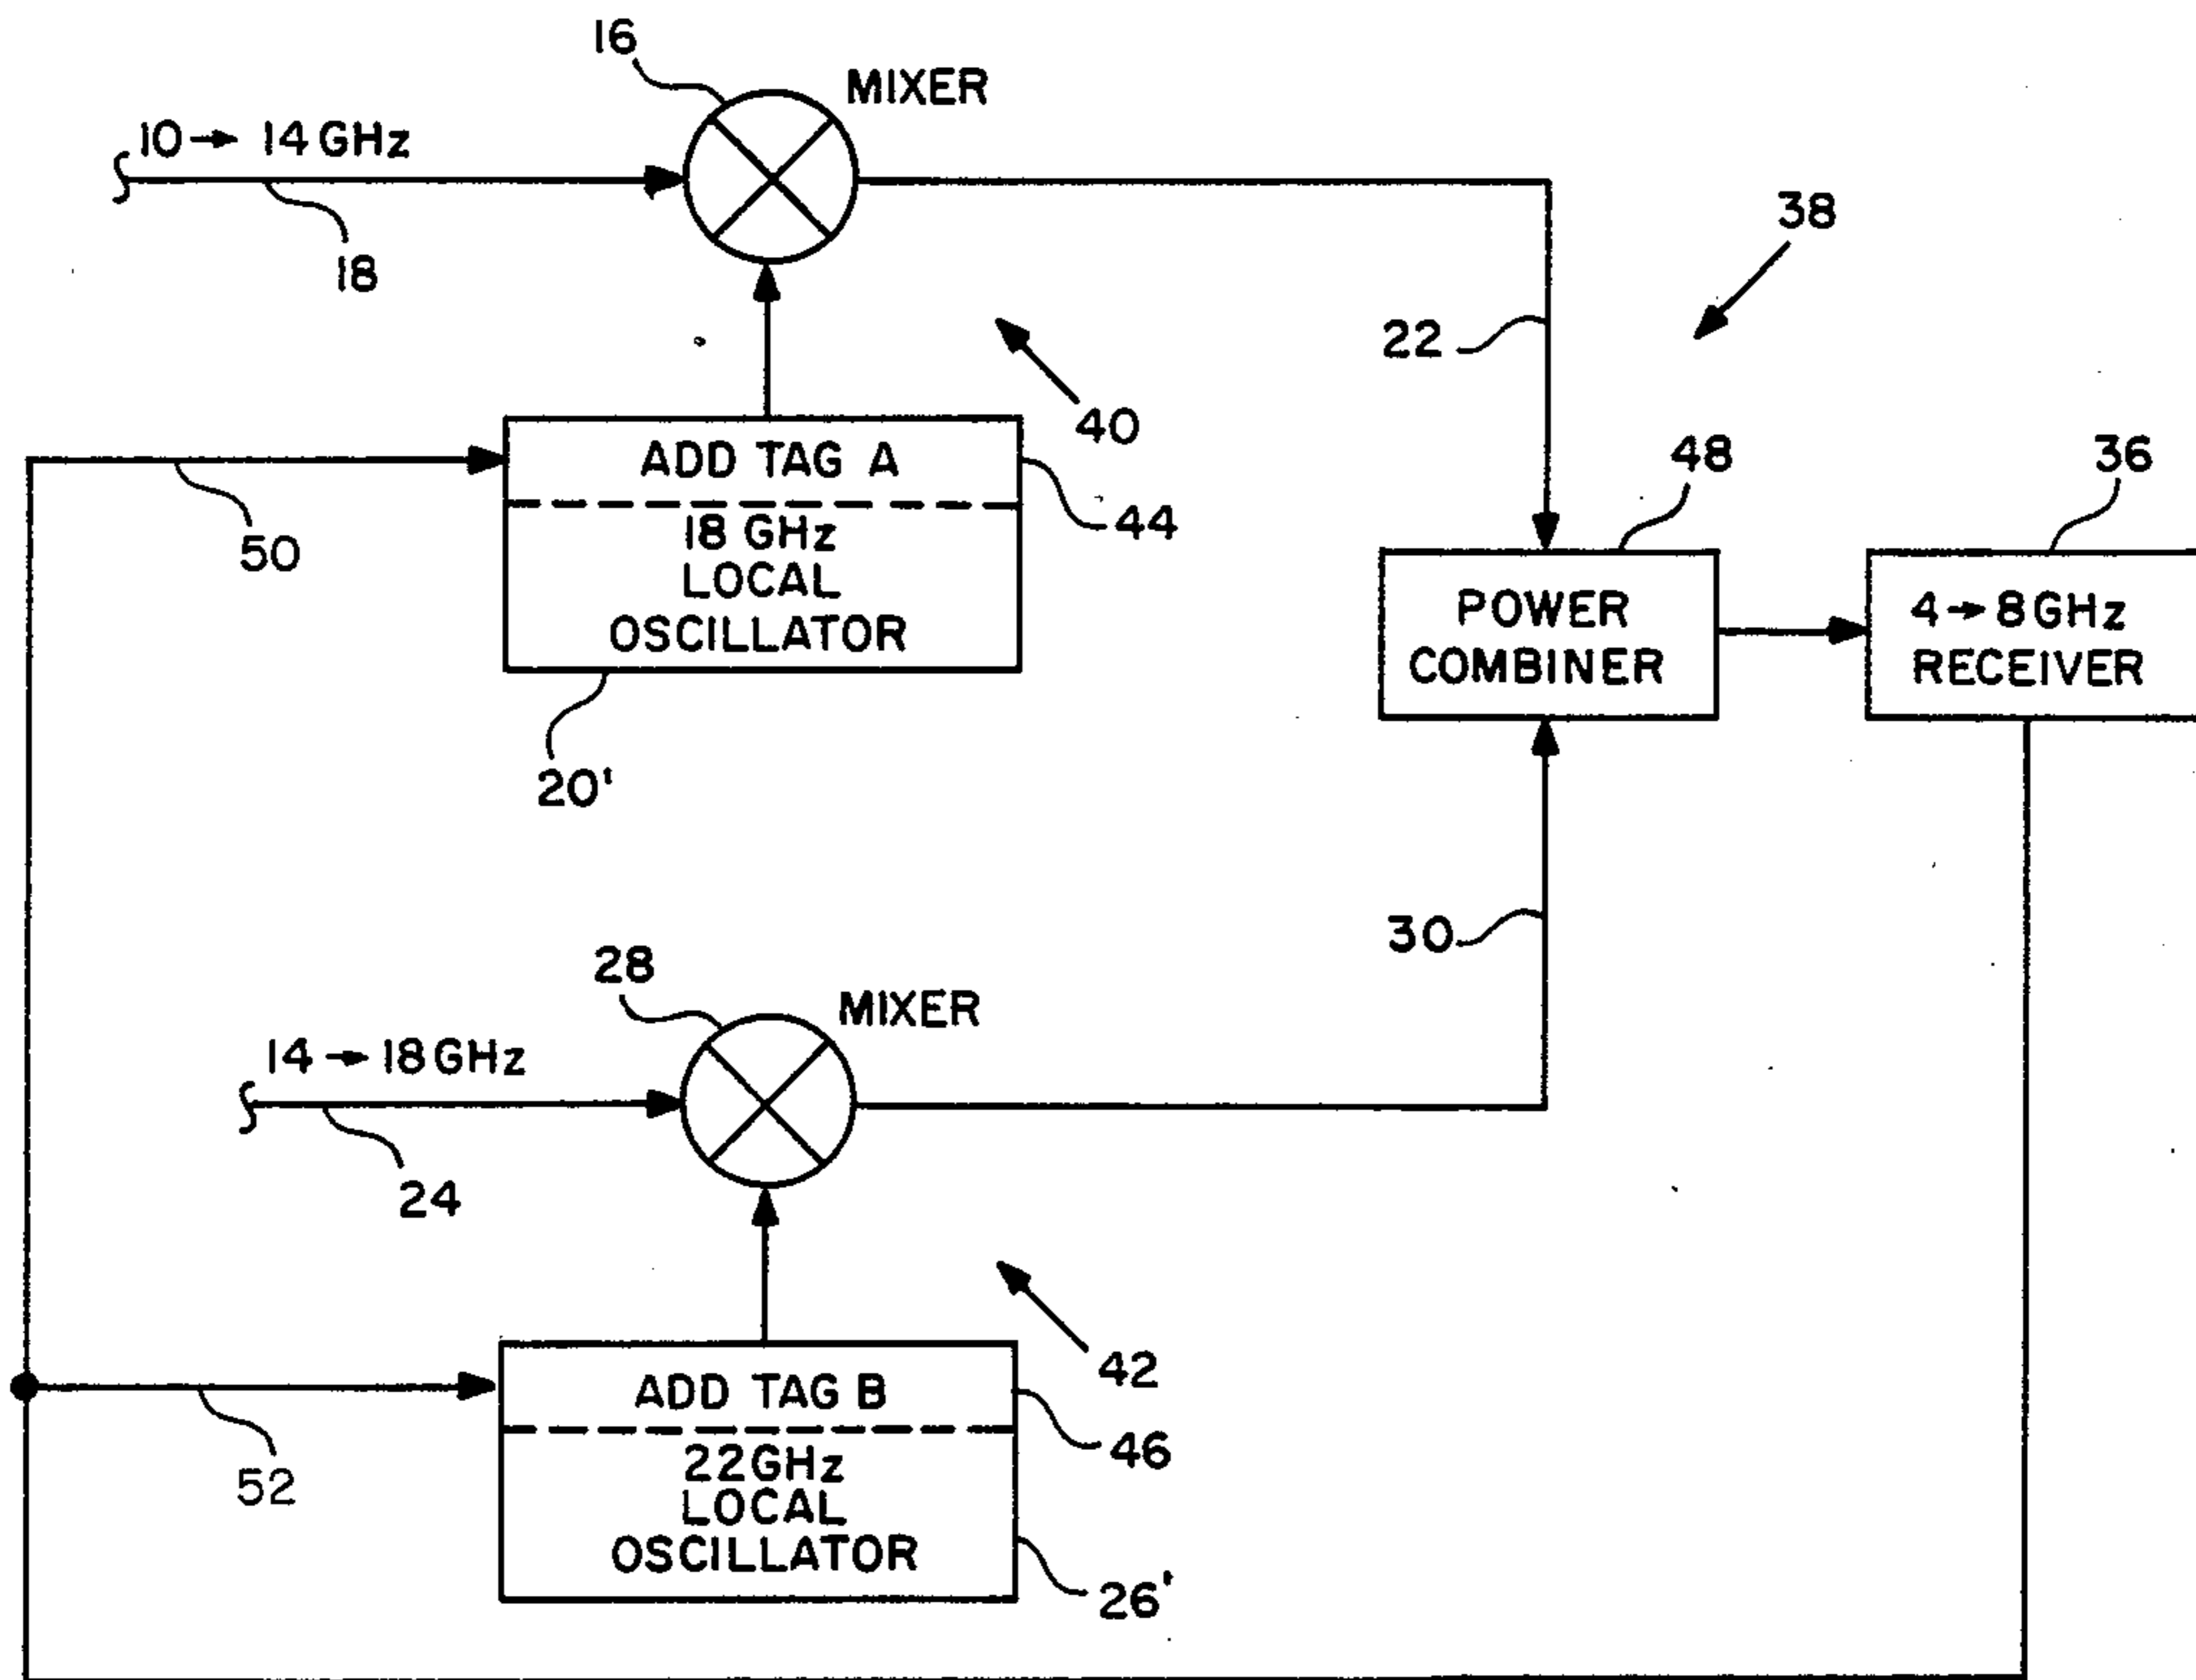 16
MIXER
10→ 14 GHz
18
38
22
40
ADD TAG A
48
36
44
18 GHz
LOCAL
OSCILLATOR
50
POWER
COMBINER
4→8 GHz
RECEIVER
20'
30
28
MIXER
14→18 GHz
24
42
ADD TAG B
46
22 GHz
LOCAL
OSCILLATOR
52
26'